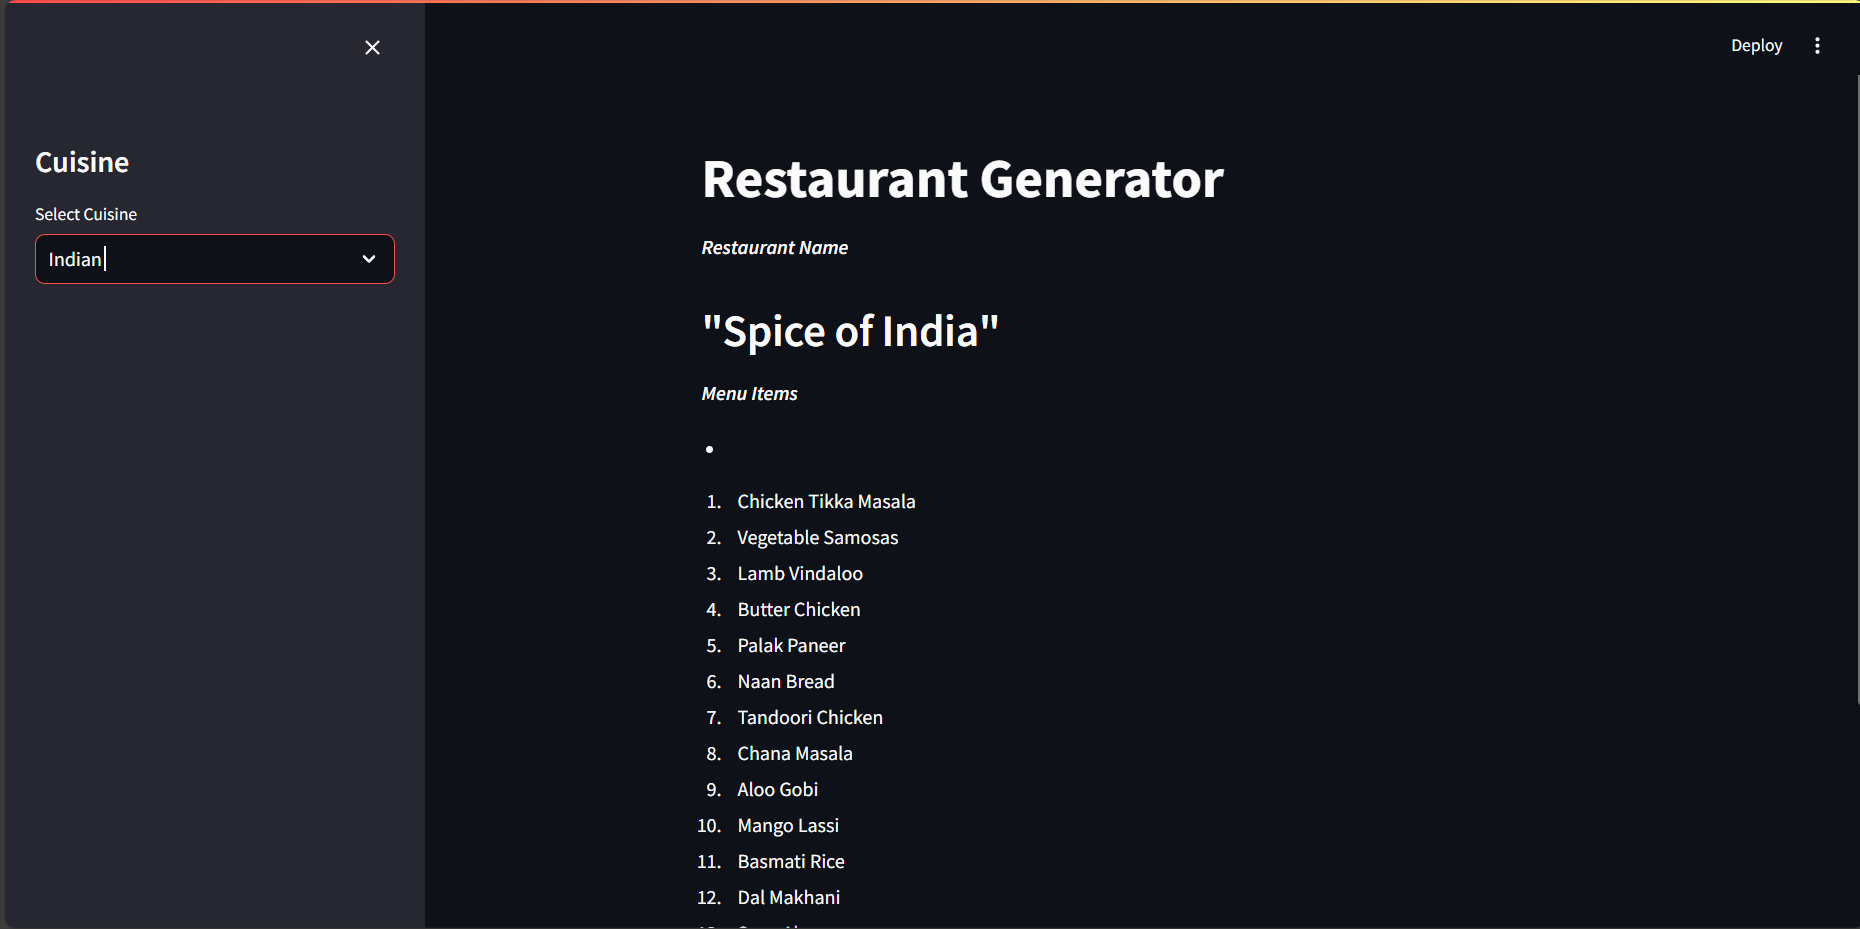 Deploy
Cuisine
Select Cuisine
Indian
Restaurant Generator
Restaurant Name
"Spice of India"
Menu Items
•
1. Chicken Tikka Masala
2. Vegetable Samosas
3. Lamb Vindaloo
4. Butter Chicken
5. Palak Paneer
6. Naan Bread
7. Tandoori Chicken
8. Chana Masala
9. Aloo Gobi
10. Mango Lassi
11. Basmati Rice
12. Dal Makhani